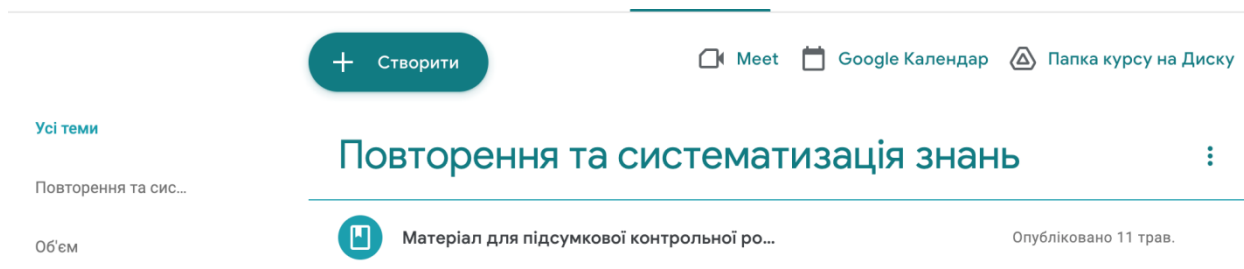 Створити
Meet
Google Календар
Папка курсу на Диску
Усі теми
Повторення та систематизація знань
Повторення та сис...
Матеріал для підсумкової контрольної ро...
Опубліковано 11 трав.
Об'єм